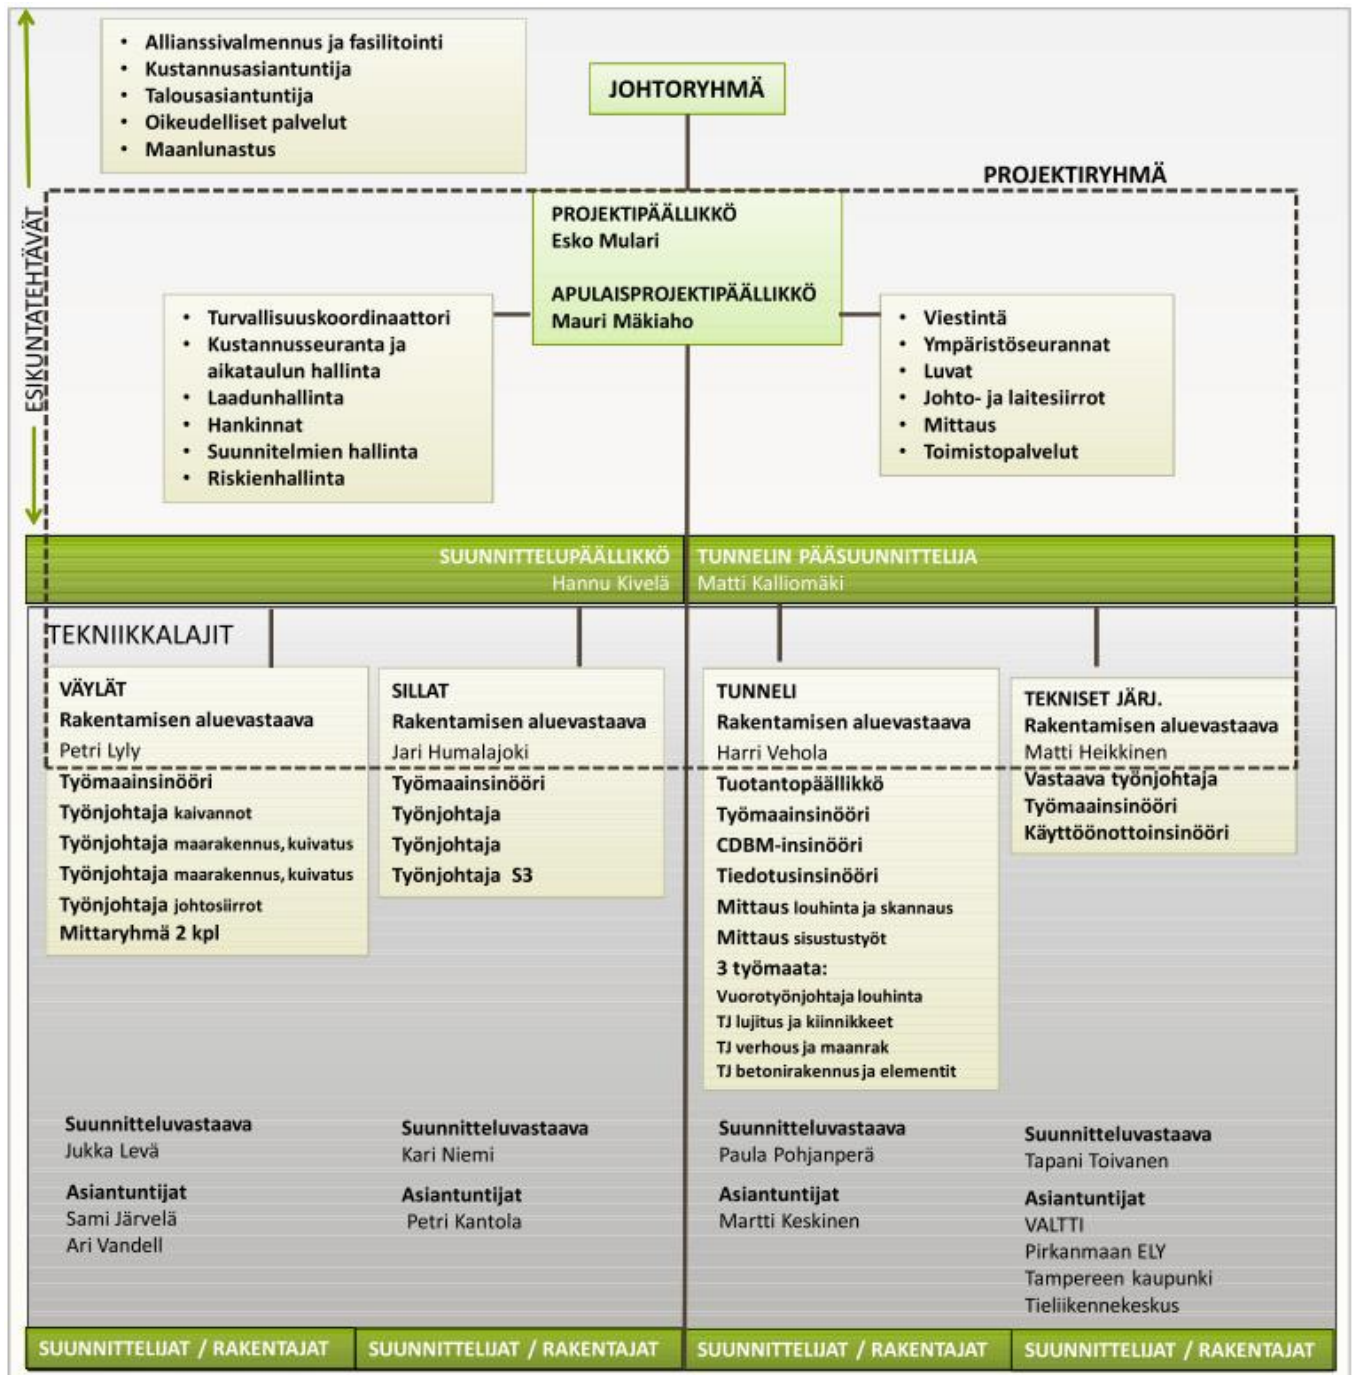 • Allianssivalmennus ja fasilitointi
• Kustannusasiantuntija
• Talousasiantuntija
• Oikeudelliset palvelut
• Maanlunastus
JOHTORYHMÄ
PROJEKTIRYHMÄ
ESIKUNTATEHTÄVÄT
PROJEKTIPÄÄLLIKKÖ
Esko Mulari
APULAISPROJEKTIPÄÄLLIKKÖ
Mauri Mäkiaho
• Turvallisuuskoordinaattori
• Kustannusseuranta ja
aikataulun hallinta
• Laadunhallinta
• Hankinnat
• Suunnitelmien hallinta
• Riskienhallinta
• Viestintä
• Ympäristöseurannat
• Luvat
• Johto- ja laitesiirrot
• Mittaus
• Toimistopalvelut
SUUNNITTELUPÄÄLLIKKÖ
Hannu Kivelä
TUNNELIN PÄÄSUUNNITTELIJA
Matti Kalliomäki
TEKNIIKKALAJIT
VÄYLÄT
Rakentamisen aluevastaava
Petri Lyly
Työmaainsinööri
Työnjohtaja kaivannot
Työnjohtaja maarakennus, kuivatus
Työnjohtaja maarakennus, kuivatus
Työnjohtaja johtosiirrot
Mittaryhmä 2 kpl
SILLAT
Rakentamisen aluevastaava
Jari Humalajoki
Työmaainsinööri
Työnjohtaja
Työnjohtaja
Työnjohtaja S3
TUNNELI
Rakentamisen aluevastaava
Harri Vehola
Tuotantopäällikkö
Työmaainsinööri
CDBM-insinööri
Tiedotusinsinööri
Mittaus louhinta ja skannaus
Mittaus sisustustyöt
3 työmaata:
Vuorotyönjohtaja louhinta
TJ lujitus ja kiinnikkeet
TJ verhous ja maanrak
TJ betonirakennus ja elementit
TEKNISET JÄRJ.
Rakentamisen aluevastaava
Matti Heikkinen
Vastaava työnjohtaja
Työmaainsinööri
Käyttöönottoinsinööri
Suunnitteluvastaava
Jukka Levä
Asiantuntijat
Sami Järvelä
Ari Vandell
Suunnitteluvastaava
Kari Niemi
Asiantuntijat
Petri Kantola
Suunnitteluvastaava
Paula Pohjanperä
Asiantuntijat
Martti Keskinen
Suunnitteluvastaava
Tapani Toivanen
Asiantuntijat
VALTTI
Pirkanmaan ELY
Tampereen kaupunki
Tieliikennekeskus
SUUNNITTELIJAT / RAKENTAJAT
SUUNNITTELIJAT / RAKENTAJAT
SUUNNITTELIJAT / RAKENTAJAT
SUUNNITTELIJAT / RAKENTAJAT